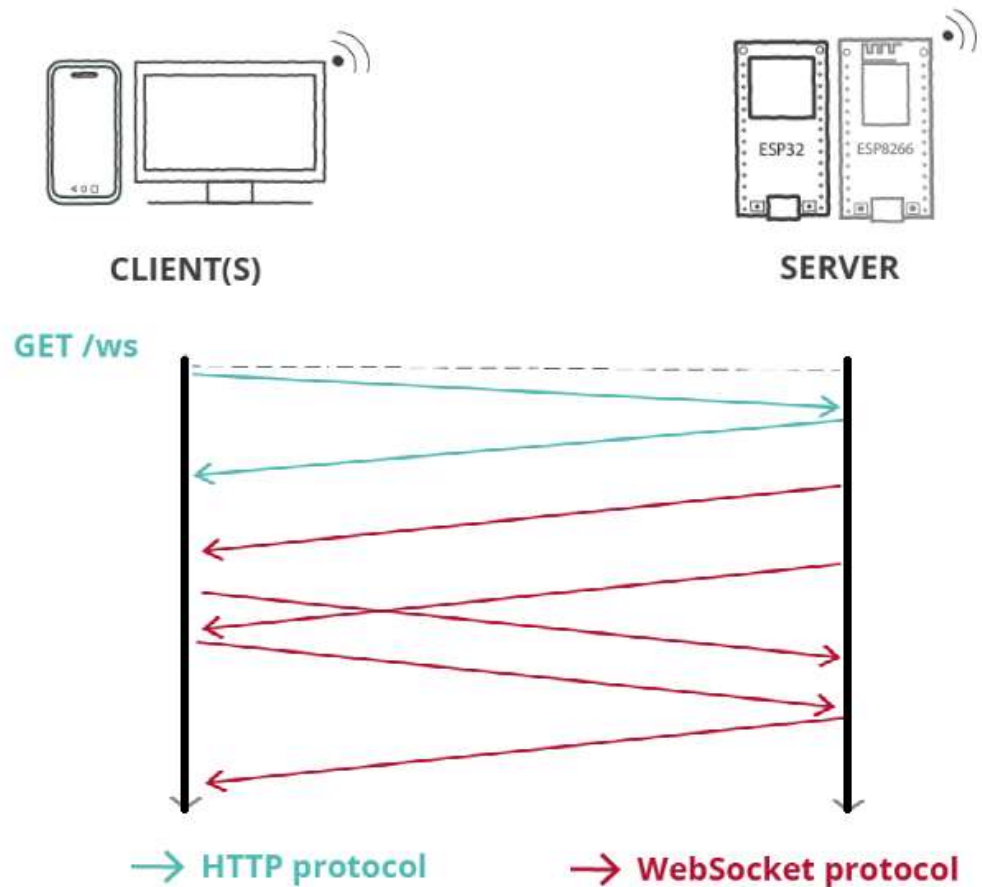 ESP32
ESP8266
CLIENT(S)
SERVER
GET /ws
HTTP protocol
WebSocket protocol